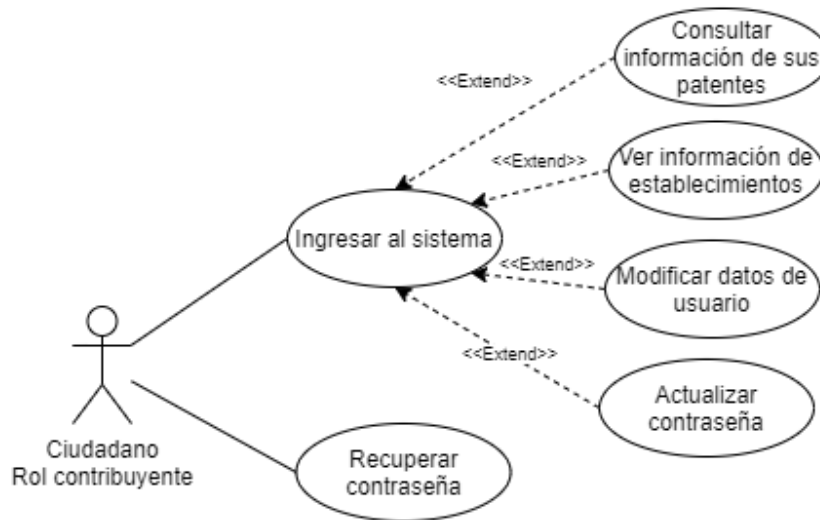 Consultar
información de sus
patentes
<<Extend>>
Ver información de
establecimientos
<<Extend>>
Ingresar al sistema
<<Extend>>
Modificar datos de
usuario
<<Extend>>
Actualizar
contraseña
Ciudadano
Rol contribuyente
Recuperar
contraseña